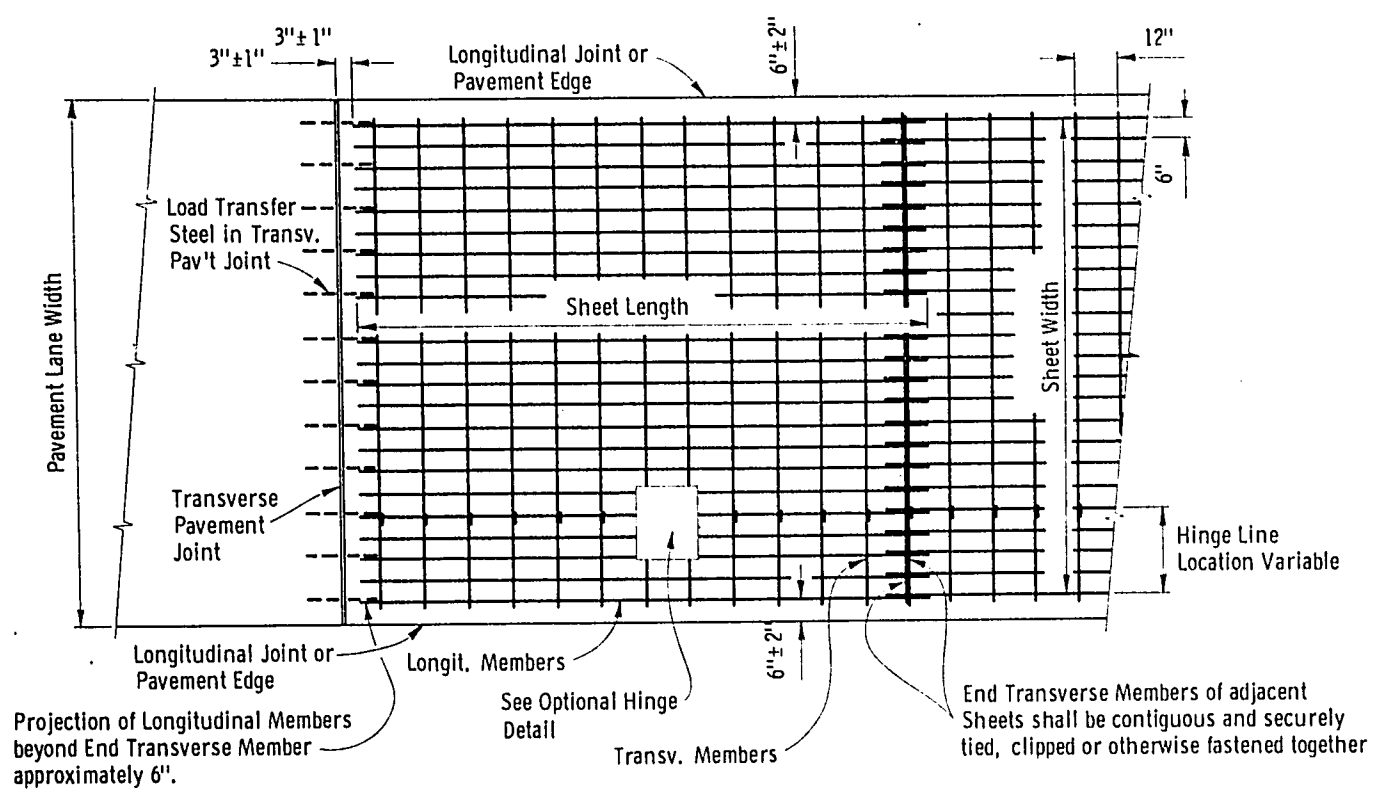 3"± 1"
3"±1"
Longitudinal Joint or
Pavement Edge
6"± 2"
12"
6"
Load Transfer
Steel in Transv.
Pav't Joint
Pavement Lane Width
Sheet Length
Sheet Width
Transverse
Pavement
Joint
Hinge Line
Location Variable
Longitudinal Joint or
Pavement Edge
Longit. Members
6"± 2"
See Optional Hinge
Detail
Transv. Members
Projection of Longitudinal Members
beyond End Transverse Member
approximately 6".
End Transverse Members of adjacent
Sheets shall be contiguous and securely
tied, clipped or otherwise fastened together